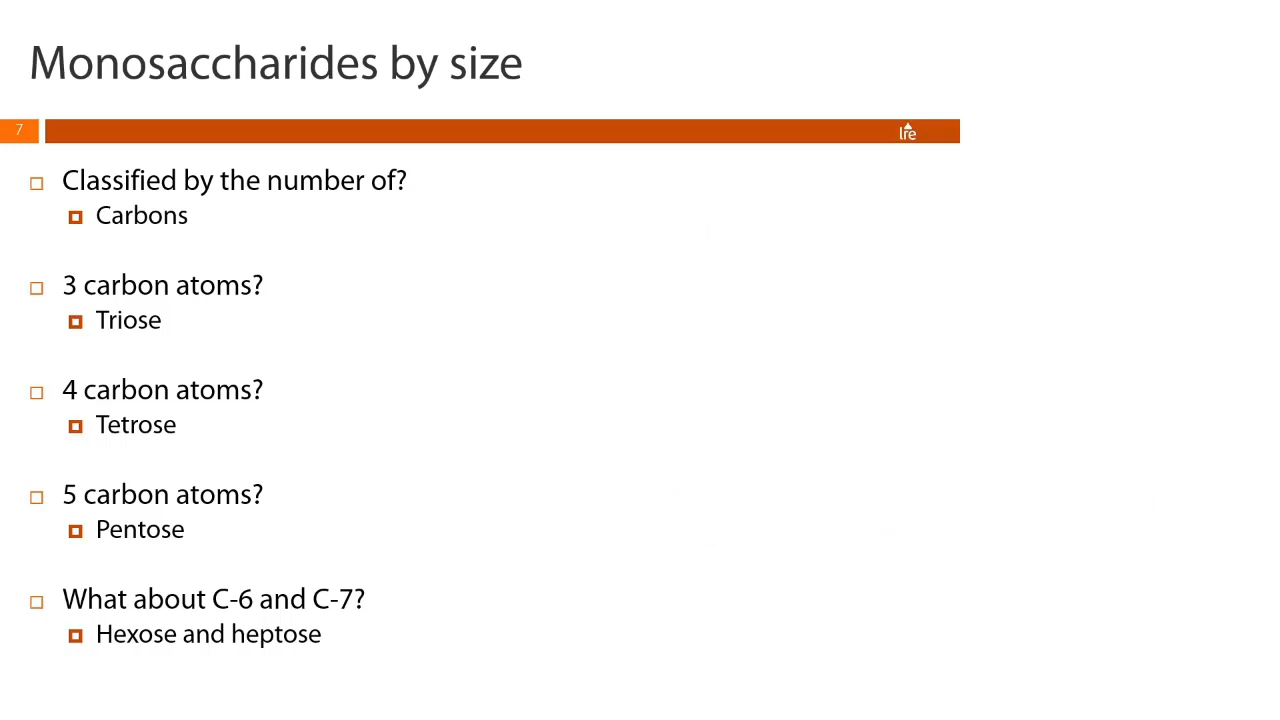 Monosaccharides by size
7
lre
Classified by the number of?
Carbons
3 carbon atoms?
Triose
4 carbon atoms?
Tetrose
5 carbon atoms?
Pentose
What about C-6 and C-7?
Hexose and heptose